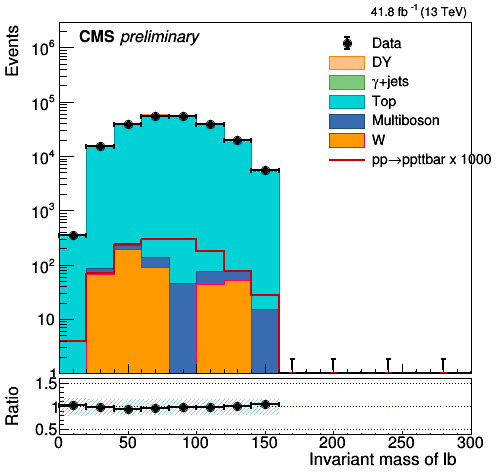 41.8 fb⁻¹ (13 TeV)
CMS preliminary
Events
10⁶
10⁵
10⁴
10³
10²
10
1
Data
DY
γ+jets
Top
Multiboson
W
pp→ppttbar x 1000
Ratio
1.5
1
0.5
0 50 100 150 200 250 300
Invariant mass of lb